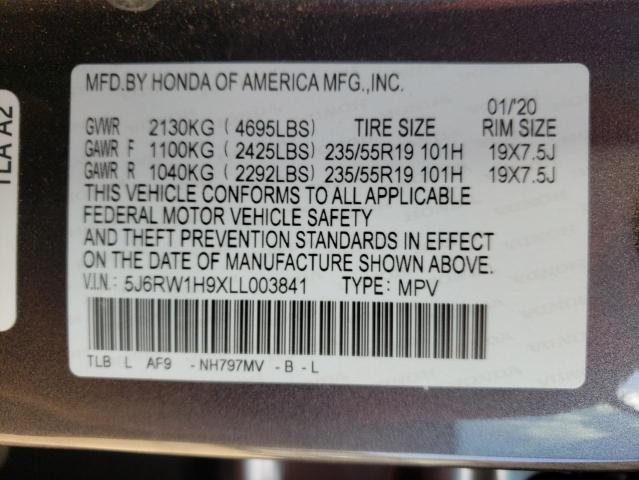 MFD.BY HONDA OF AMERICA MFG.,INC.
01/'20
GVWR 2130KG ( 4695LBS) TIRE SIZE RIM SIZE
GAWR F 1100KG ( 2425LBS) 235/55R19 101H 19X7.5J
GAWR R 1040KG ( 2292LBS) 235/55R19 101H 19X7.5J
THIS VEHICLE CONFORMS TO ALL APPLICABLE
FEDERAL MOTOR VEHICLE SAFETY
AND THEFT PREVENTION STANDARDS IN EFFECT
ON THE DATE OF MANUFACTURE SHOWN ABOVE.
V.I.N.: 5J6RW1H9XLL003841 TYPE: MPV
TLB L AF9 -NH797MV -B -L
TLA A2